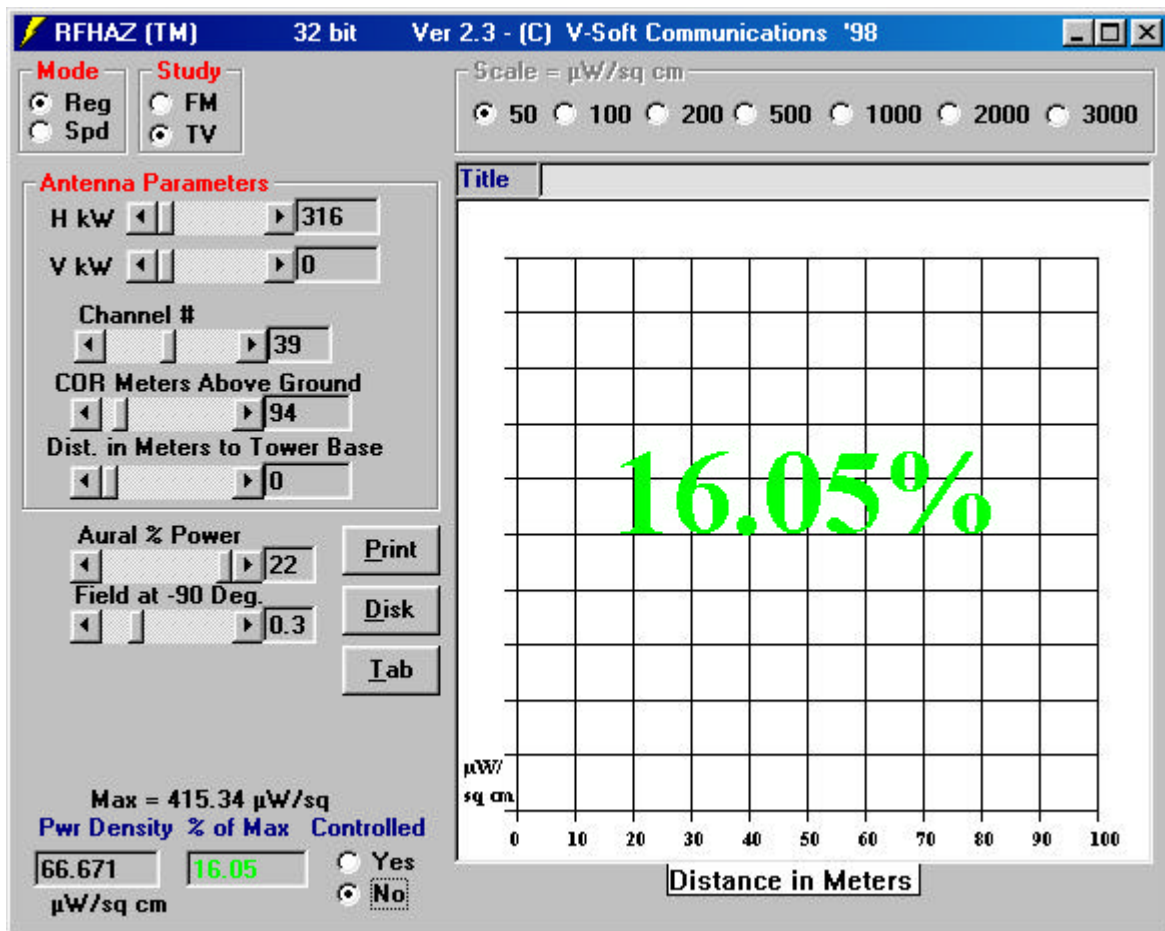 RFHAZ (TM) 32 bit Ver 2.3 - (C) V-Soft Communications '98
Mode
Reg
Spd
Study
FM
TV
Scale = µW/sq cm
50 100 200 500 1000 2000 3000
Antenna Parameters
H kW 316
V kW 0
Channel #
39
COR Meters Above Ground
94
Dist. in Meters to Tower Base
0
Aural % Power
22
Field at -90 Deg.
0.3
Print
Disk
Tab
Max = 415.34 µW/sq
Pwr Density % of Max Controlled
66.671 16.05 Yes
No
µW/sq cm
Title
16.05%
µW/
sq cm
0 10 20 30 40 50 60 70 80 90 100
Distance in Meters